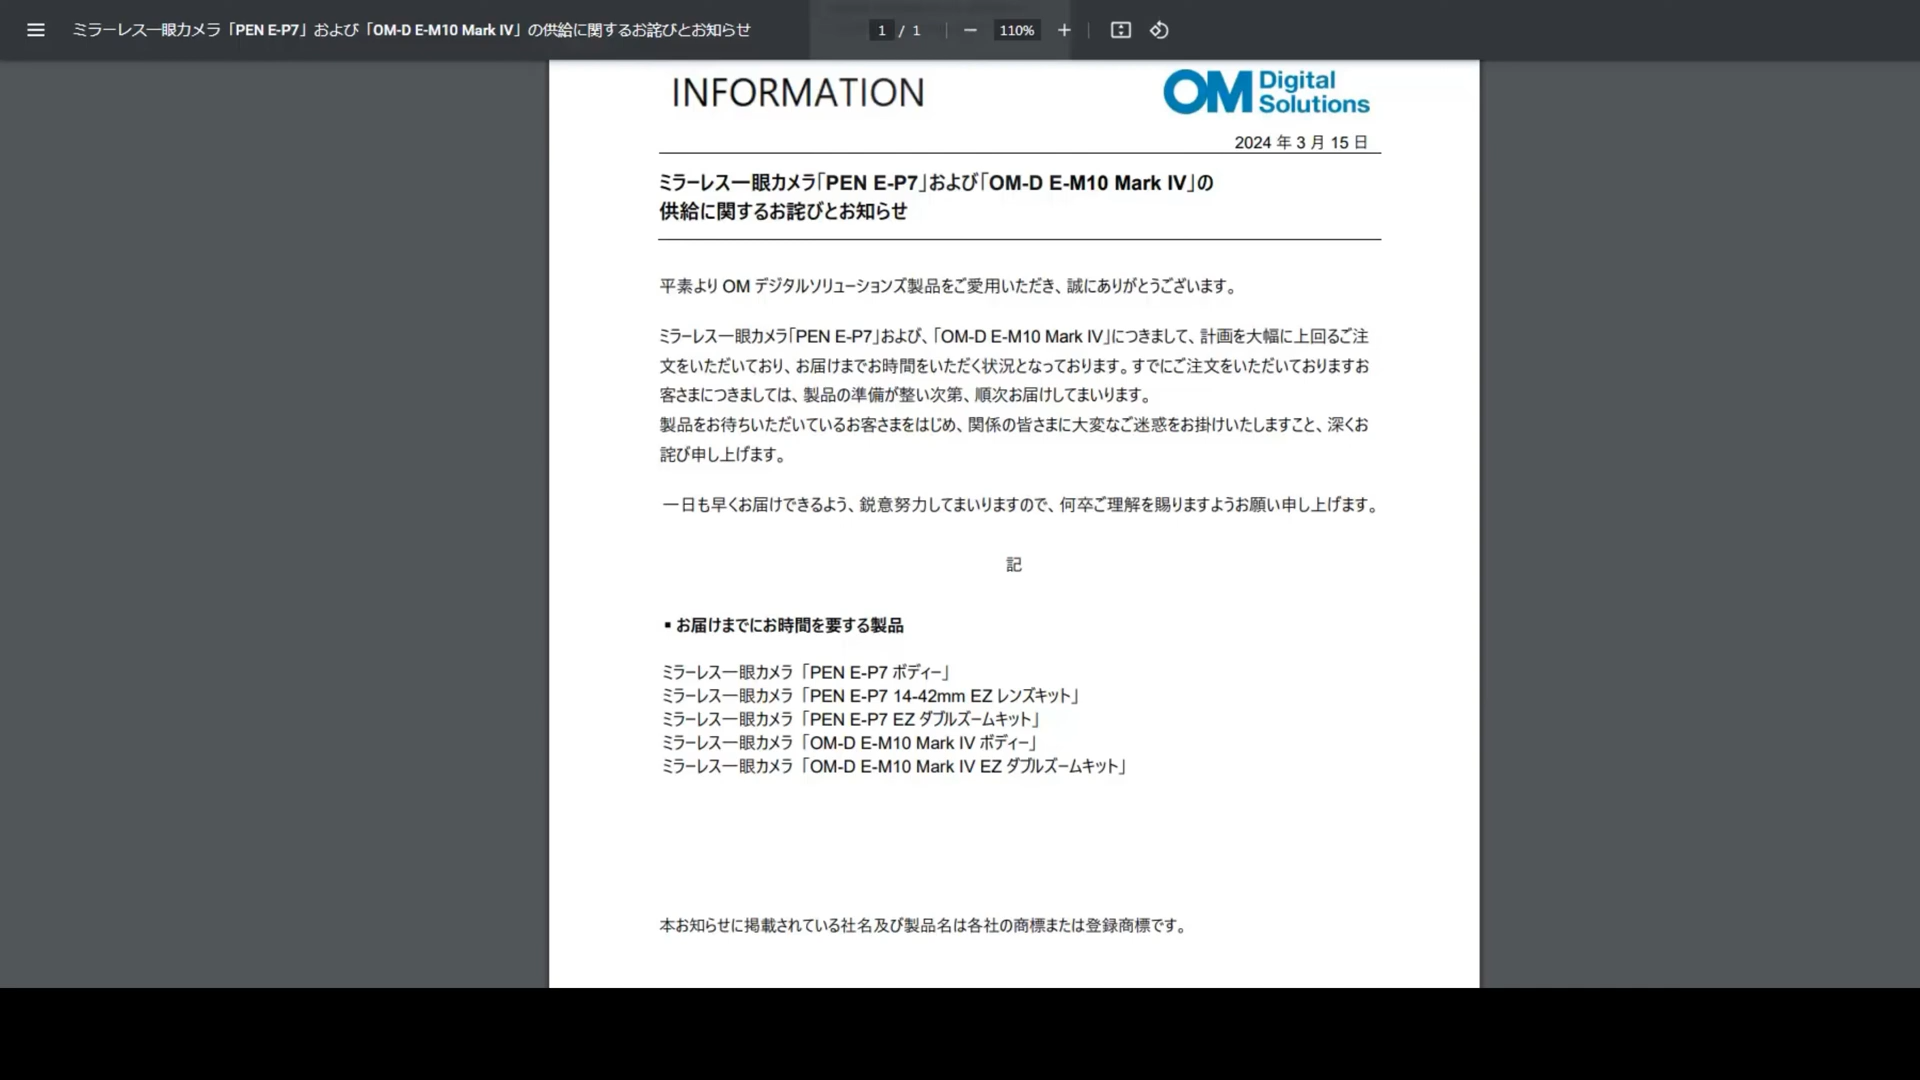 ミラーレス一眼カメラ「PEN E-P7」および「OM-D E-M10 Mark IV」の供給に関するお詫びとお知らせ
1 / 1
110%
INFORMATION
OM Digital Solutions
2024 年 3 月 15 日
ミラーレス一眼カメラ「PEN E-P7」および「OM-D E-M10 Mark IV」の
供給に関するお詫びとお知らせ
平素より OM デジタルソリューションズ製品をご愛用いただき、誠にありがとうございます。
ミラーレス一眼カメラ「PEN E-P7」および、「OM-D E-M10 Mark IV」につきまして、計画を大幅に上回るご注
文をいただいており、お届けまでお時間をいただく状況となっております。すでにご注文をいただいておりますお
客さまにつきましては、製品の準備が整い次第、順次お届けしてまいります。
製品をお待ちいただいているお客さまをはじめ、関係の皆さまに大変なご迷惑をお掛けいたしますこと、深くお
詫び申し上げます。
一日も早くお届けできるよう、鋭意努力してまいりますので、何卒ご理解を賜りますようお願い申し上げます。
記
▪ お届けまでにお時間を要する製品
ミラーレス一眼カメラ「PEN E-P7 ボディー」
ミラーレス一眼カメラ「PEN E-P7 14-42mm EZ レンズキット」
ミラーレス一眼カメラ「PEN E-P7 EZ ダブルズームキット」
ミラーレス一眼カメラ「OM-D E-M10 Mark IV ボディー」
ミラーレス一眼カメラ「OM-D E-M10 Mark IV EZ ダブルズームキット」
本お知らせに掲載されている社名及び製品名は各社の商標または登録商標です。